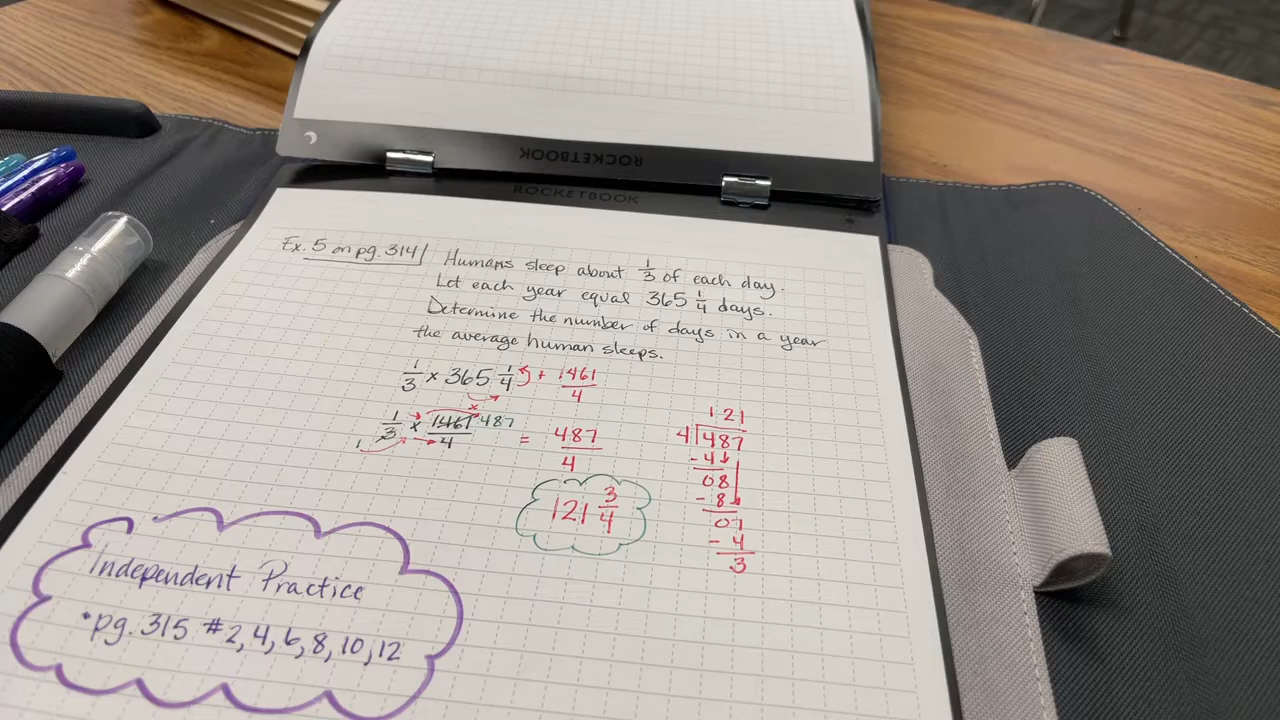 ROCKETBOOK
ROCKETBOOK
Ex. 5 on pg. 314
Humans sleep about 1/3 of each day.
Let each year equal 365 1/4 days.
Determine the number of days in a year
the average human sleeps.
1/3 × 365 1/4 + 1461/4
×
1/3 × 1461/4 487
1
= 487/4
121 3/4
121
4 487
-4
08
-8
07
- 4
3
Independent Practice
*pg. 315 #2, 4, 6, 8, 10, 12